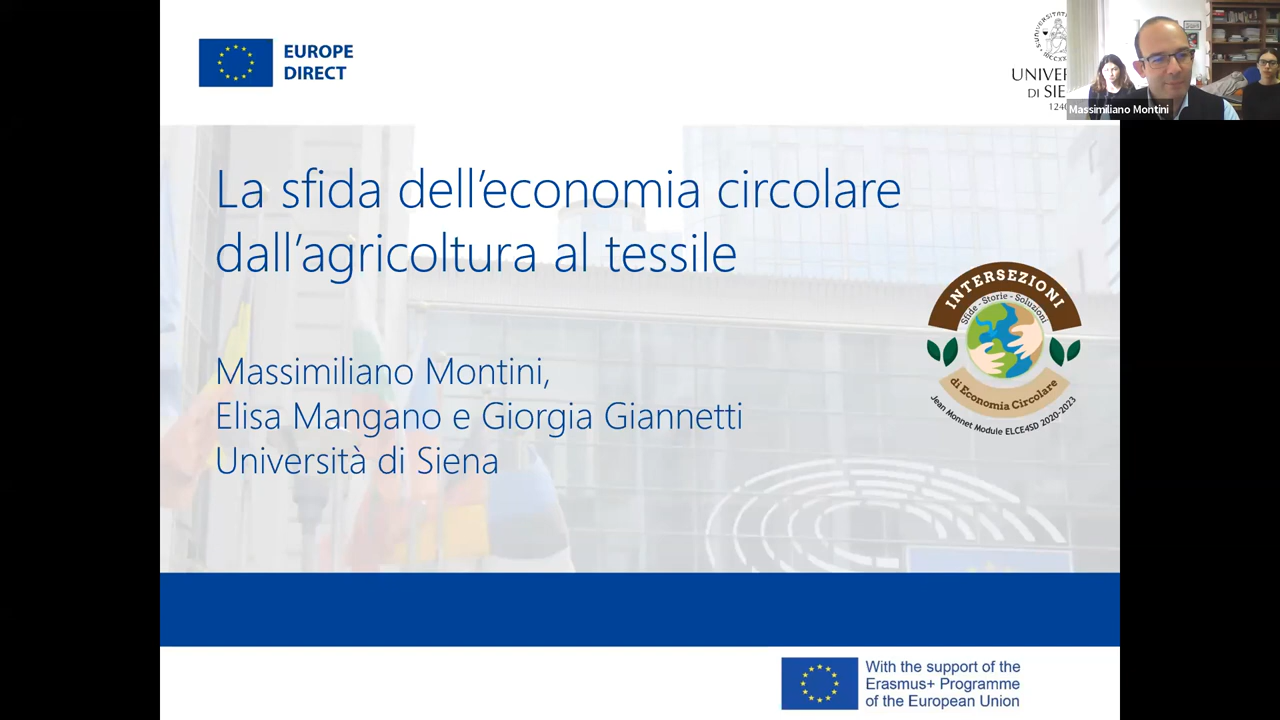 EUROPE
DIRECT
UNIVER
DI SIE
Massimiliano Montini
La sfida dell'economia circolare
dall'agricoltura al tessile
Massimiliano Montini,
Elisa Mangano e Giorgia Giannetti
Università di Siena
INTERSEZIONI
Sfide - Storie - Soluzioni
di Economia Circolare
Jean Monnet Module ELCE4SD 2020-2023
With the support of the
Erasmus+ Programme
of the European Union